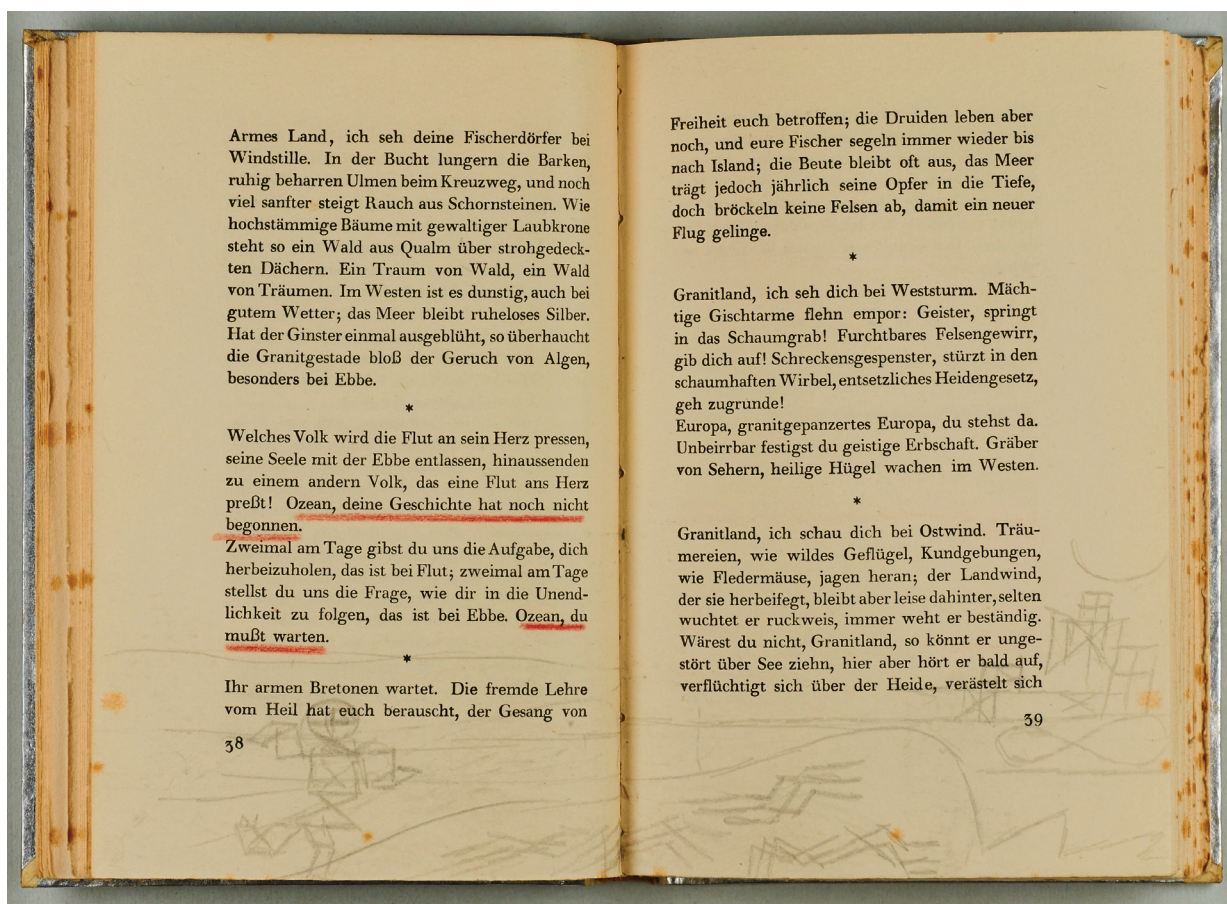 Armes Land, ich seh deine Fischerdörfer bei
Windstille. In der Bucht lungern die Barken,
ruhig beharren Ulmen beim Kreuzweg, und noch
viel sanfter steigt Rauch aus Schornsteinen. Wie
hochstämmige Bäume mit gewaltiger Laubkrone
steht so ein Wald aus Qualm über strohgedeck-
ten Dächern. Ein Traum von Wald, ein Wald
von Träumen. Im Westen ist es dunstig, auch bei
gutem Wetter; das Meer bleibt ruheloses Silber.
Hat der Ginster einmal ausgeblüht, so überhaucht
die Granitgestade bloß der Geruch von Algen,
besonders bei Ebbe.
*
Welches Volk wird die Flut an sein Herz pressen,
seine Seele mit der Ebbe entlassen, hinaussenden
zu einem andern Volk, das eine Flut ans Herz
preßt! Ozean, deine Geschichte hat noch nicht
begonnen.
Zweimal am Tage gibst du uns die Aufgabe, dich
herbeizuholen, das ist bei Flut; zweimal am Tage
stellst du uns die Frage, wie dir in die Unend-
lichkeit zu folgen, das ist bei Ebbe. Ozean, du
mußt warten.
*
Ihr armen Bretonen wartet. Die fremde Lehre
vom Heil hat euch berauscht, der Gesang von
38
Freiheit euch betroffen; die Druiden leben aber
noch, und eure Fischer segeln immer wieder bis
nach Island; die Beute bleibt oft aus, das Meer
trägt jedoch jährlich seine Opfer in die Tiefe,
doch bröckeln keine Felsen ab, damit ein neuer
Flug gelinge.
*
Granitland, ich seh dich bei Weststurm. Mäch-
tige Gischtarme flehn empor: Geister, springt
in das Schaumgrab! Furchtbares Felsengewirr,
gib dich auf! Schreckensgespenster, stürzt in den
schaumhaften Wirbel, entsetzliches Heidengesetz,
geh zugrunde!
Europa, granitgepanzertes Europa, du stehst da.
Unbeirrbar festigst du geistige Erbschaft. Gräber
von Sehern, heilige Hügel wachen im Westen.
*
Granitland, ich schau dich bei Ostwind. Träu-
mereien, wie wildes Geflügel, Kundgebungen,
wie Fledermäuse, jagen heran; der Landwind,
der sie herbeifegt, bleibt aber leise dahinter, selten
wuchtet er ruckweis, immer weht er beständig.
Wärest du nicht, Granitland, so könnt er unge-
stört über See ziehn, hier aber hört er bald auf,
verflüchtigt sich über der Heide, verästelt sich
39